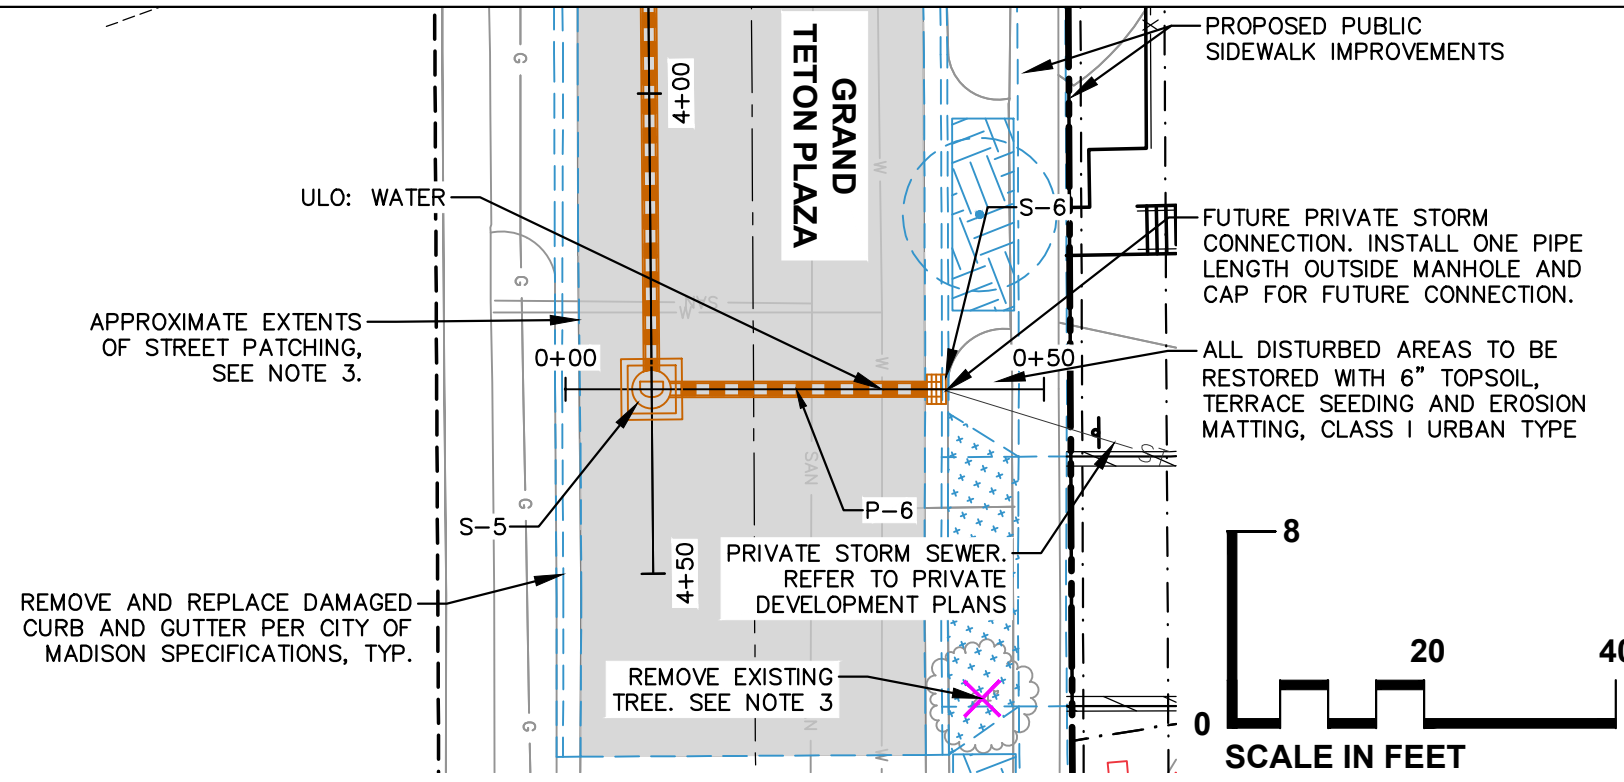 PROPOSED PUBLIC
SIDEWALK IMPROVEMENTS
GRAND
TETON PLAZA
4+00
G
W
ULO: WATER
S-6
FUTURE PRIVATE STORM
CONNECTION. INSTALL ONE PIPE
LENGTH OUTSIDE MANHOLE AND
CAP FOR FUTURE CONNECTION.
G
W
APPROXIMATE EXTENTS
OF STREET PATCHING,
SEE NOTE 3.
0+00
W
0+50
ALL DISTURBED AREAS TO BE
RESTORED WITH 6" TOPSOIL,
TERRACE SEEDING AND EROSION
MATTING, CLASS I URBAN TYPE
SAN
ST
G
P-6
S-5
PRIVATE STORM SEWER.
REFER TO PRIVATE
DEVELOPMENT PLANS
4+50
8
REMOVE AND REPLACE DAMAGED
CURB AND GUTTER PER CITY OF
MADISON SPECIFICATIONS, TYP.
REMOVE EXISTING
TREE. SEE NOTE 3
20
40
0
G
N
W
SCALE IN FEET